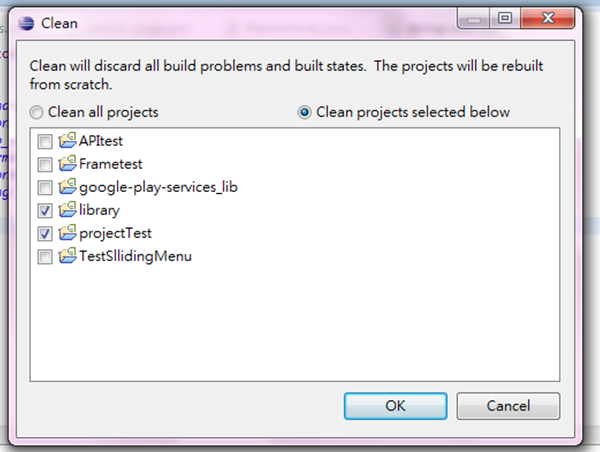 Clean
Clean will discard all build problems and built states. The projects will be rebuilt
from scratch.
Clean all projects
Clean projects selected below
APItest
Frametest
google-play-services_lib
library
projectTest
TestSllidingMenu
OK
Cancel